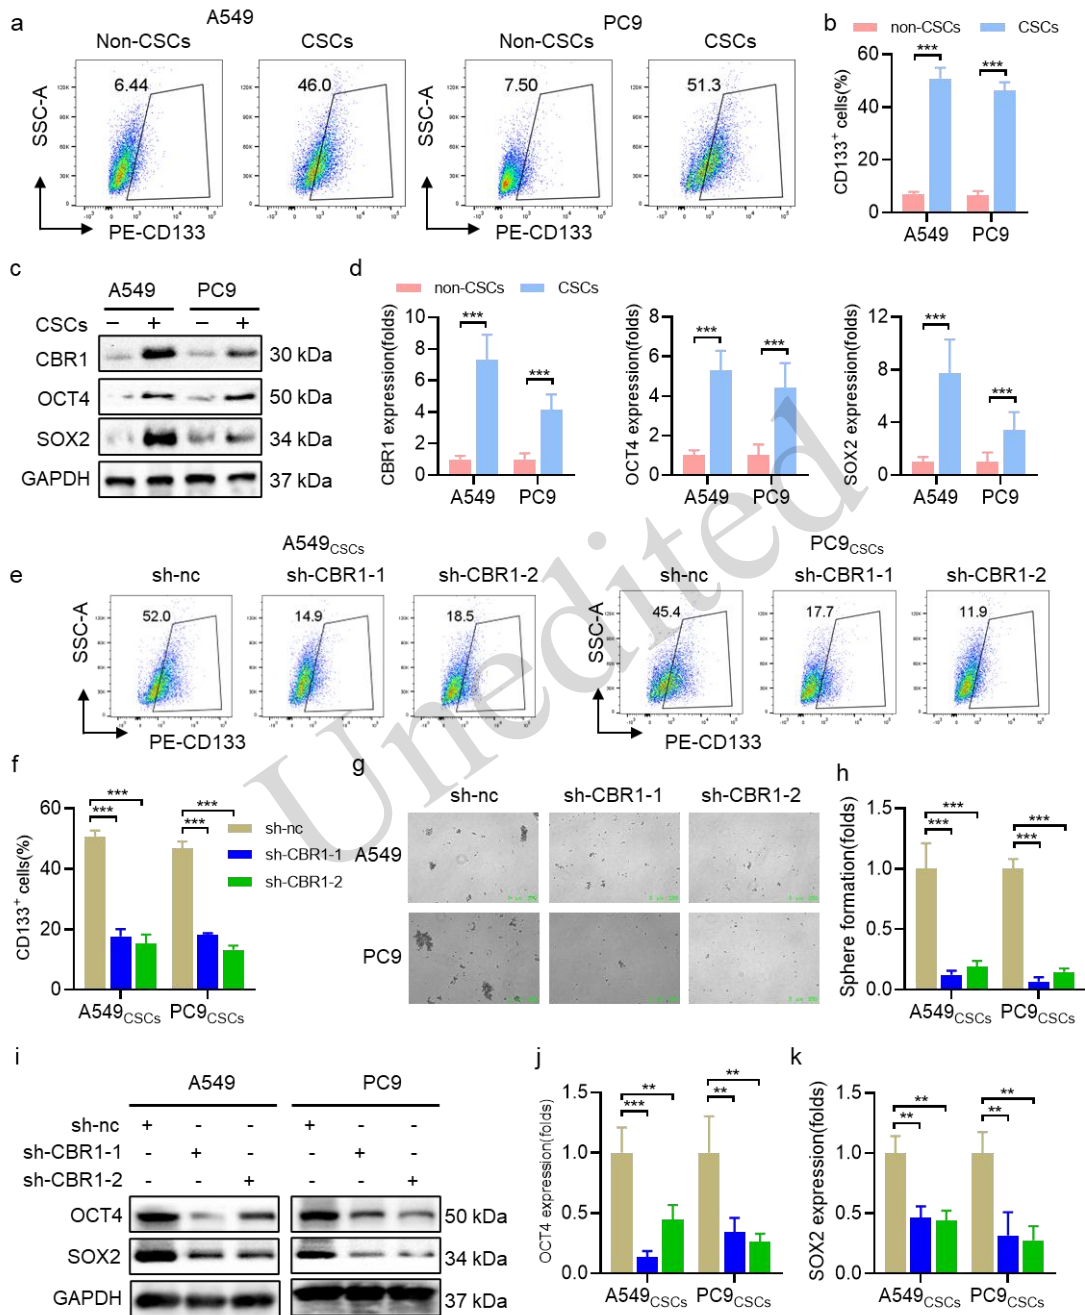 a
A549
Non-CSCs CSCs
6.44 46.0
SSC-A
PE-CD133
PC9
Non-CSCs CSCs
7.50 51.3
SSC-A
PE-CD133
b
non-CSCs CSCs
CD133+ cells(%)
60
40
20
0
*** ***
A549 PC9
c
A549 PC9
CSCs – + – +
CBR1 30 kDa
OCT4 50 kDa
SOX2 34 kDa
GAPDH 37 kDa
d
non-CSCs CSCs
CBR1 expression(folds)
10
8
6
4
2
0
*** ***
A549 PC9
OCT4 expression(folds)
8
6
4
2
0
*** ***
A549 PC9
SOX2 expression(folds)
12
8
4
0
*** ***
A549 PC9
Unedited
e
A549CSCs
sh-nc sh-CBR1-1 sh-CBR1-2
52.0 14.9 18.5
SSC-A
PE-CD133
PC9CSCs
sh-nc sh-CBR1-1 sh-CBR1-2
45.4 17.7 11.9
SSC-A
PE-CD133
f
CD133+ cells(%)
60
40
20
0
*** *** *** ***
sh-nc
sh-CBR1-1
sh-CBR1-2
A549CSCs PC9CSCs
g
sh-nc sh-CBR1-1 sh-CBR1-2
A549
PC9
h
Sphere formation(folds)
1.5
1.0
0.5
0.0
*** *** *** ***
A549CSCs PC9CSCs
i
A549 PC9
sh-nc + - - + - -
sh-CBR1-1 - + - - + -
sh-CBR1-2 - - + - - +
OCT4 50 kDa
SOX2 34 kDa
GAPDH 37 kDa
j
OCT4 expression(folds)
1.5
1.0
0.5
0.0
*** ** ** **
A549CSCs PC9CSCs
k
SOX2 expression(folds)
1.5
1.0
0.5
0.0
** ** ** **
A549CSCs PC9CSCs